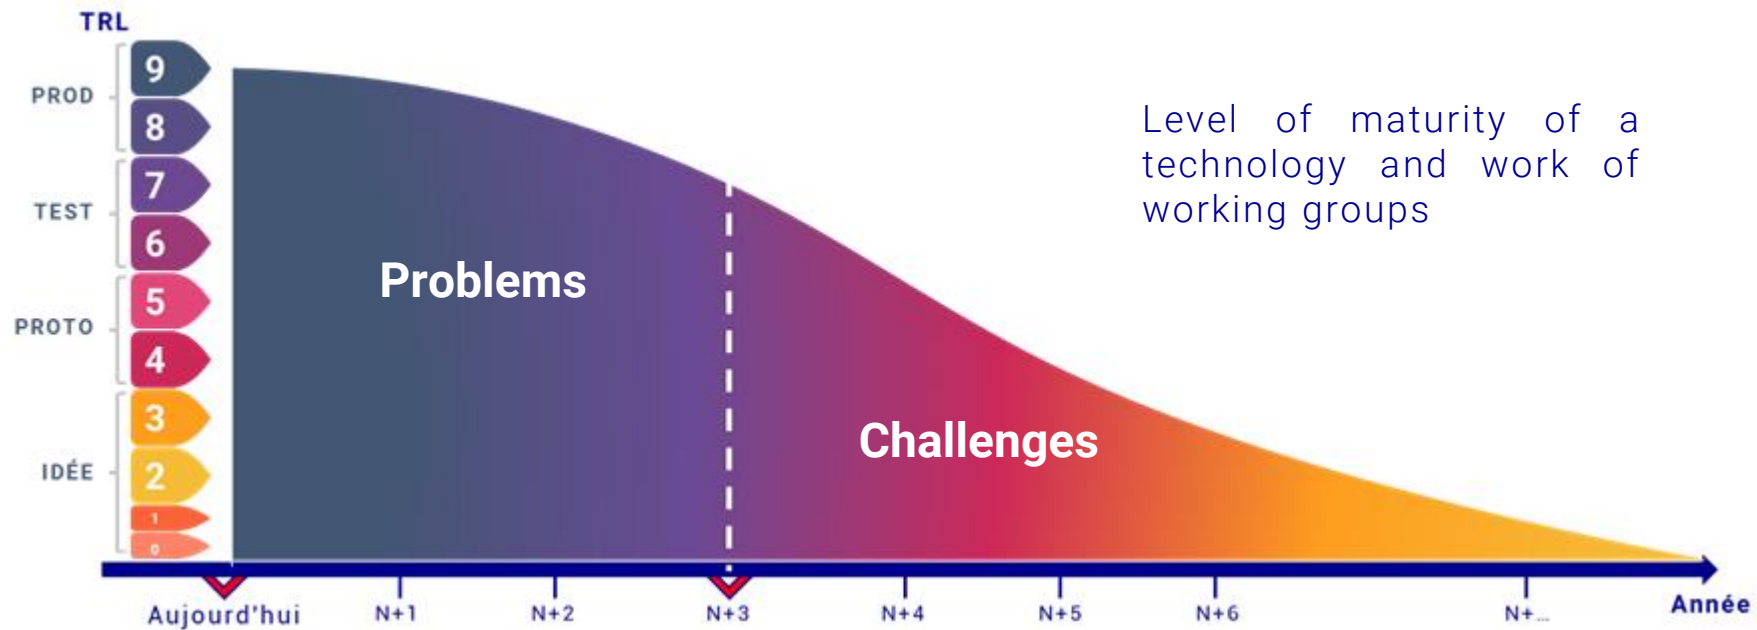 TRL
9
PROD
8
7
TEST
6
5
PROTO
4
3
IDÉE
2
1
0
Problems
Challenges
Level of maturity of a
technology and work of
working groups
Aujourd'hui
N+1
N+2
N+3
N+4
N+5
N+6
N+...
Année